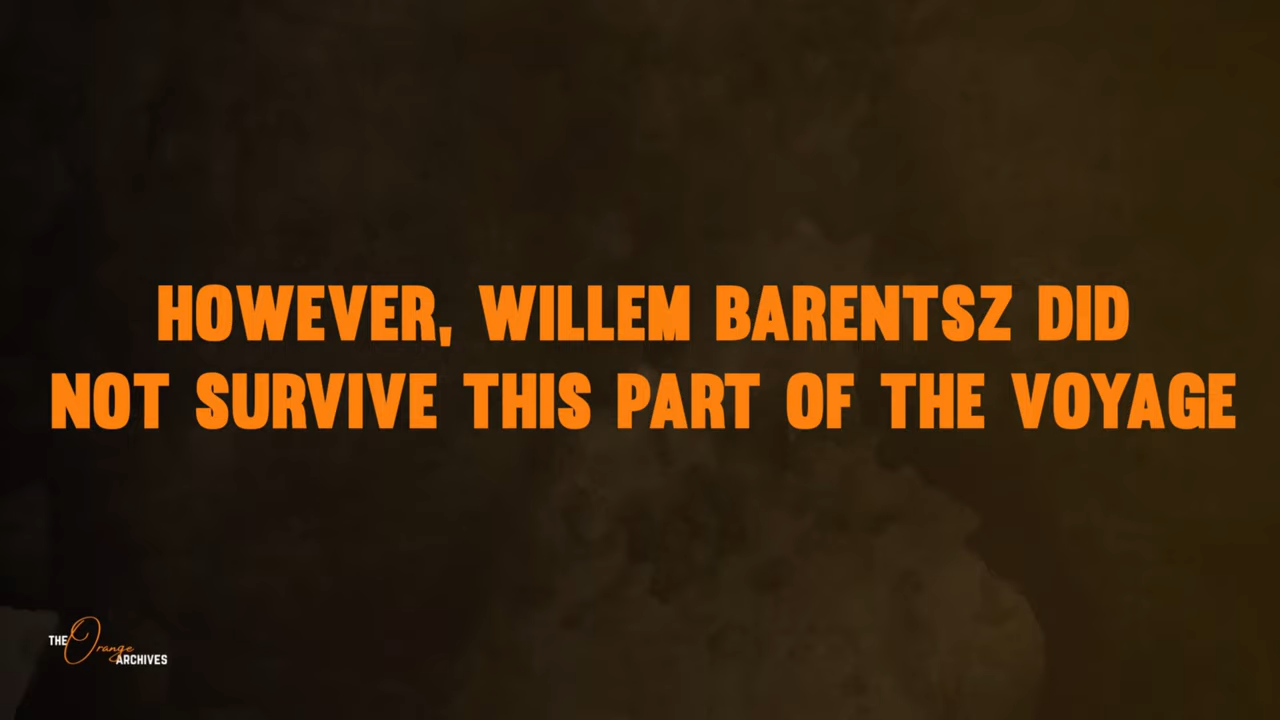 HOWEVER, WILLEM BARENTSZ DID
NOT SURVIVE THIS PART OF THE VOYAGE
THE Orange ARCHIVES